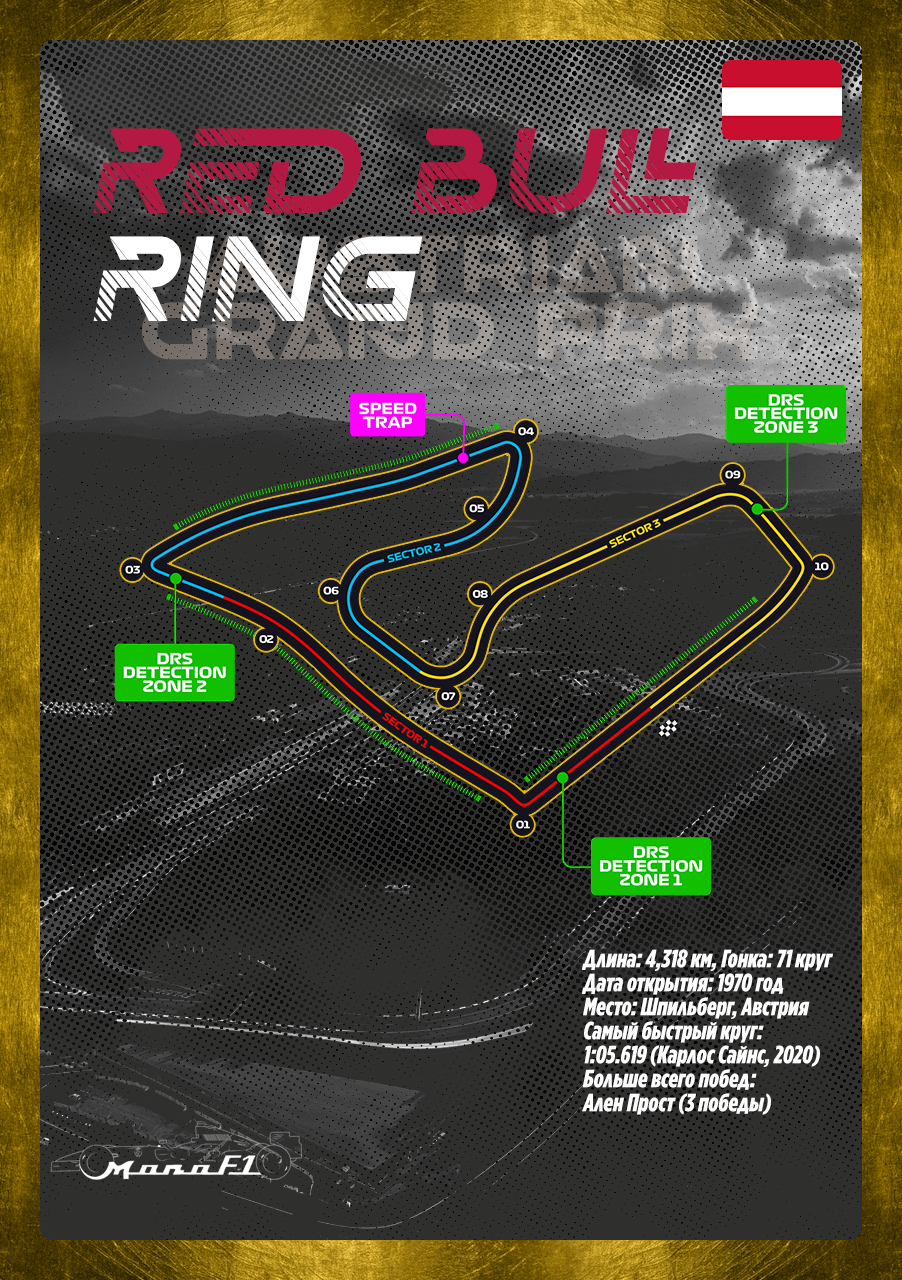 RED BULL
RING
AUSTRIAN
GRAND PRIX
SPEED
TRAP
DRS
DETECTION
ZONE 3
04
09
05
SECTOR 3
SECTOR 2
03
10
06
08
02
DRS
DETECTION
ZONE 2
07
SECTOR 1
01
DRS
DETECTION
ZONE 1
Длина: 4,318 км, Гонка: 71 круг
Дата открытия: 1970 год
Место: Шпильберг, Австрия
Самый быстрый круг:
1:05.619 (Карлос Сайнс, 2020)
Больше всего побед:
Ален Прост (3 победы)
ManaF1